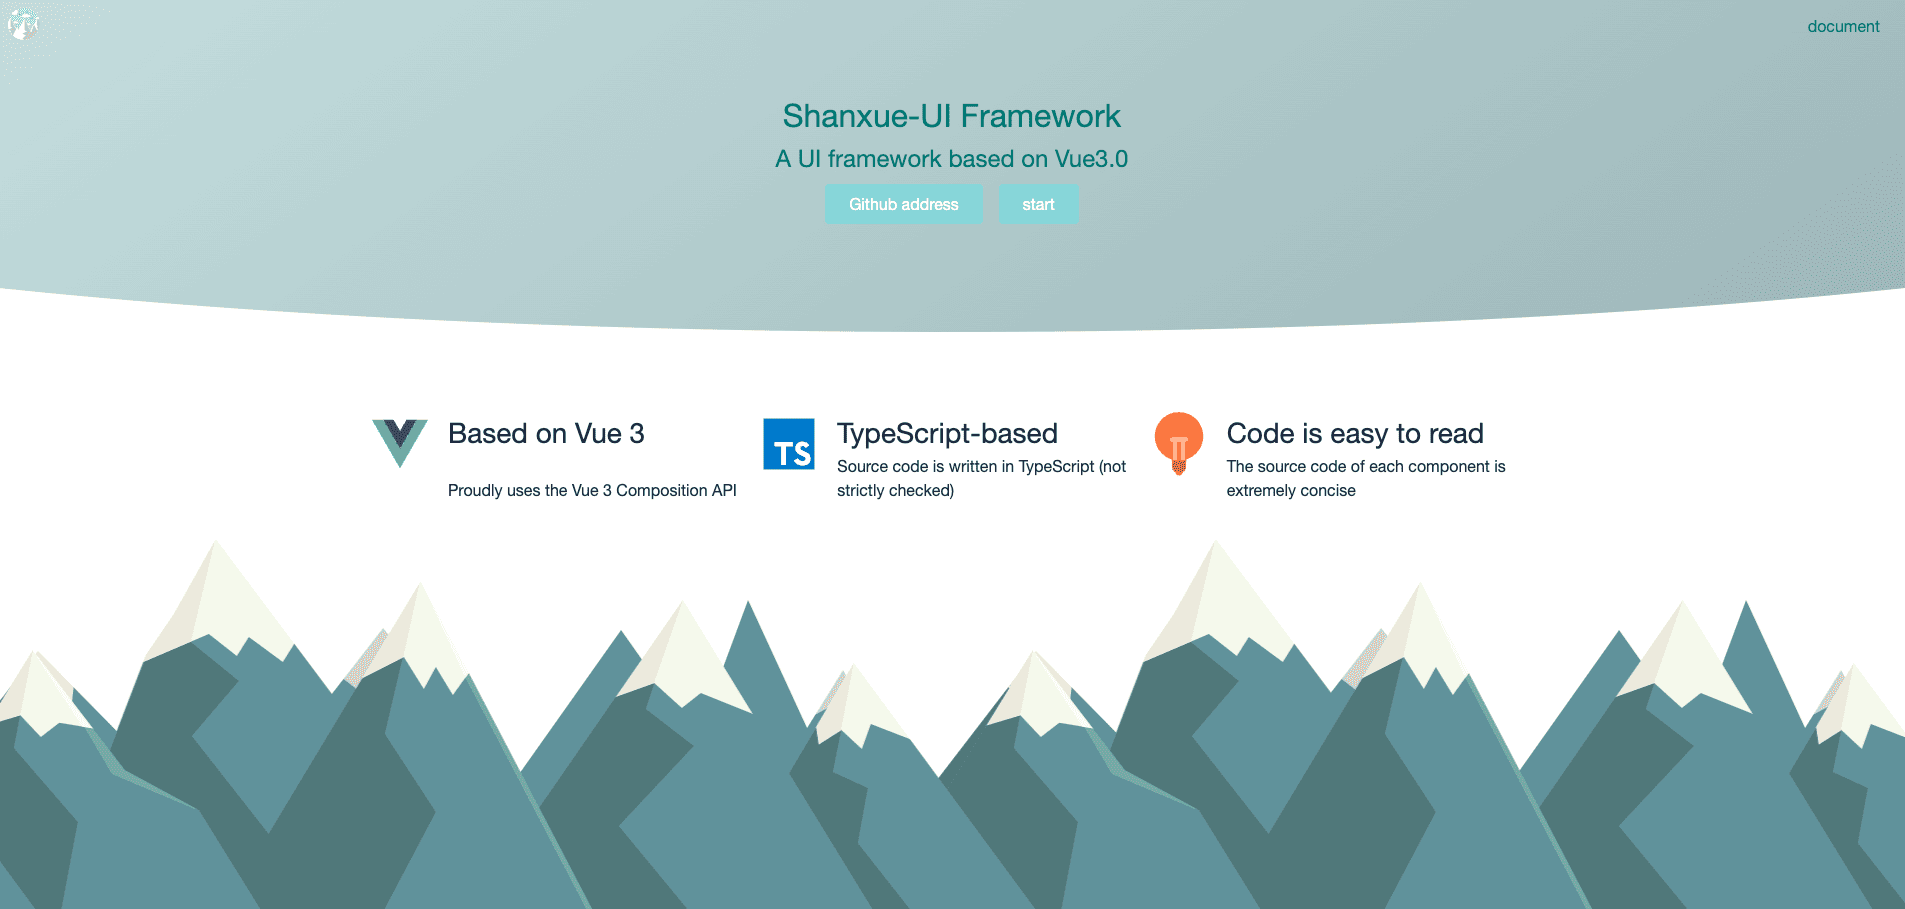 document
Shanxue-UI Framework
A UI framework based on Vue3.0
Github address
start
Based on Vue 3
Proudly uses the Vue 3 Composition API
TS
TypeScript-based
Source code is written in TypeScript (not
strictly checked)
Code is easy to read
The source code of each component is
extremely concise